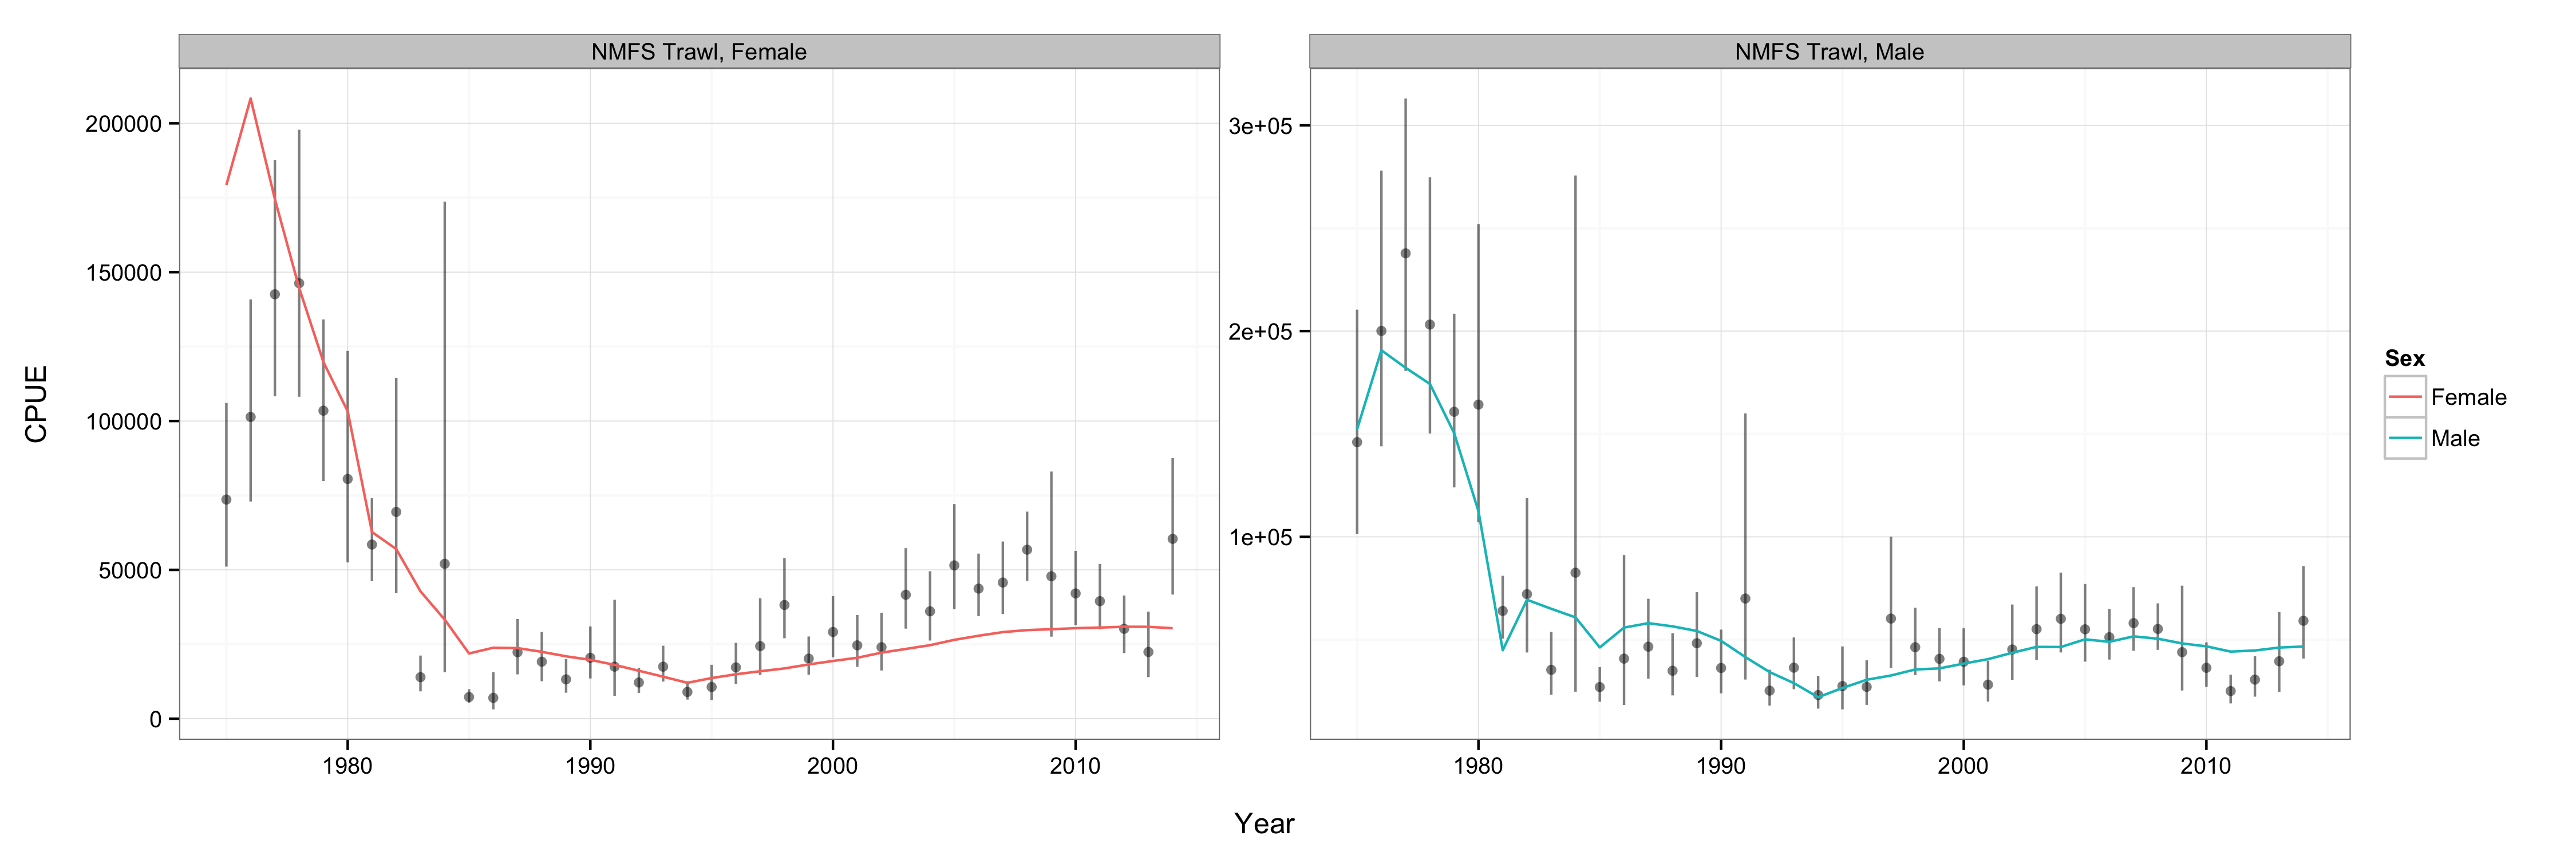 NMFS Trawl, Female
NMFS Trawl, Male
CPUE
200000
150000
100000
50000
0
3e+05
2e+05
1e+05
1980
1990
2000
2010
1980
1990
2000
2010
Year
Sex
Female
Male